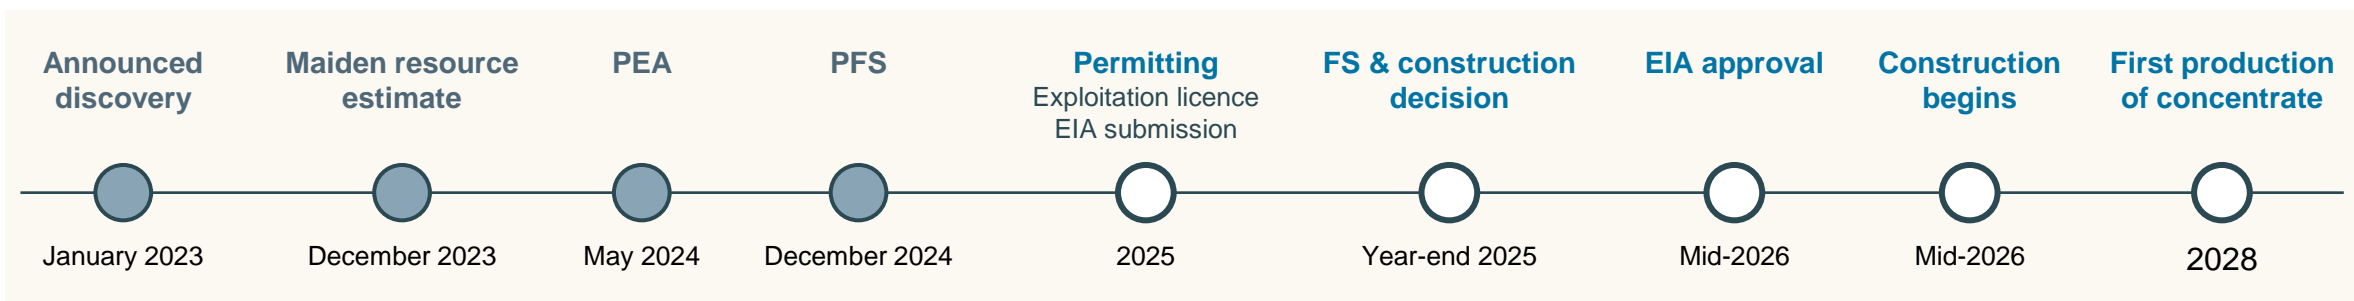 Announced
discovery
Maiden resource
estimate
PEA
PFS
Permitting
Exploitation licence
EIA submission
FS & construction
decision
EIA approval
Construction
begins
First production
of concentrate
January 2023
December 2023
May 2024
December 2024
2025
Year-end 2025
Mid-2026
Mid-2026
2028